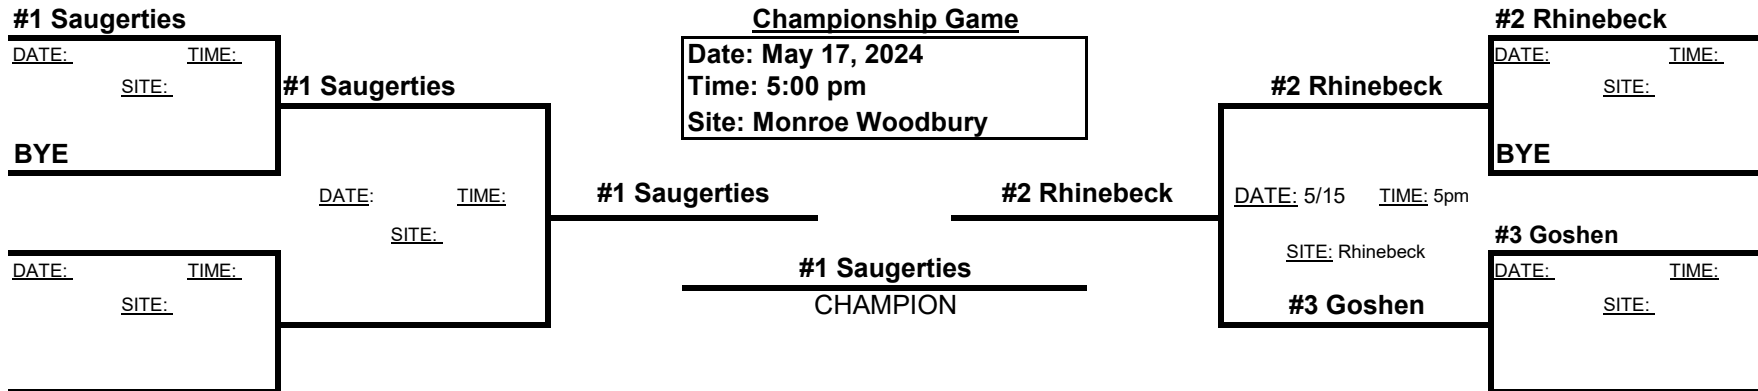 #1 Saugerties
DATE: TIME:
SITE:
BYE
#1 Saugerties
DATE: TIME:
SITE:
DATE: TIME:
SITE:
#1 Saugerties
Championship Game
Date: May 17, 2024
Time: 5:00 pm
Site: Monroe Woodbury
#1 Saugerties
CHAMPION
#2 Rhinebeck
#2 Rhinebeck
DATE: 5/15 TIME: 5pm
SITE: Rhinebeck
#3 Goshen
#2 Rhinebeck
DATE: TIME:
SITE:
BYE
#3 Goshen
DATE: TIME:
SITE: